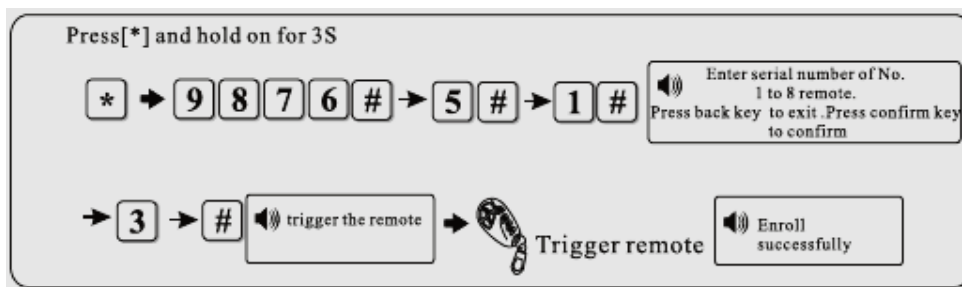 Press[*] and hold on for 3S
* → 9 8 7 6 # → 5 # → 1 #
Enter serial number of No.
1 to 8 remote.
Press back key to exit .Press confirm key
to confirm
→ 3 → # trigger the remote → Trigger remote
Enroll
successfully